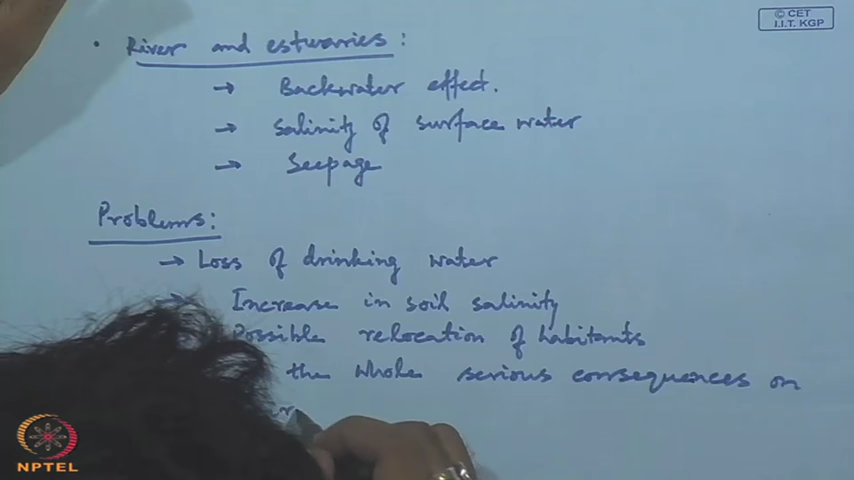 © CET
I.I.T. KGP
• River and estuaries :
→ Backwater effect.
→ Salinity of surface water
→ Seepage
Problems:
→ Loss of drinking water
→ Increase in soil salinity
Possible relocation of habitants
the whole serious consequences on
NPTEL